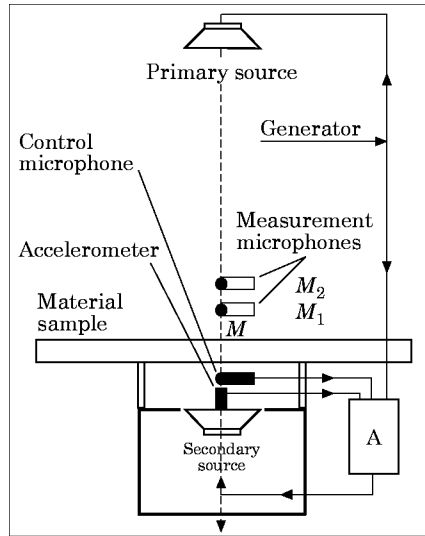 Primary source
Generator
Control
microphone
Measurement
microphones
Accelerometer
M2
Material
sample
M1
M
A
Secondary
source